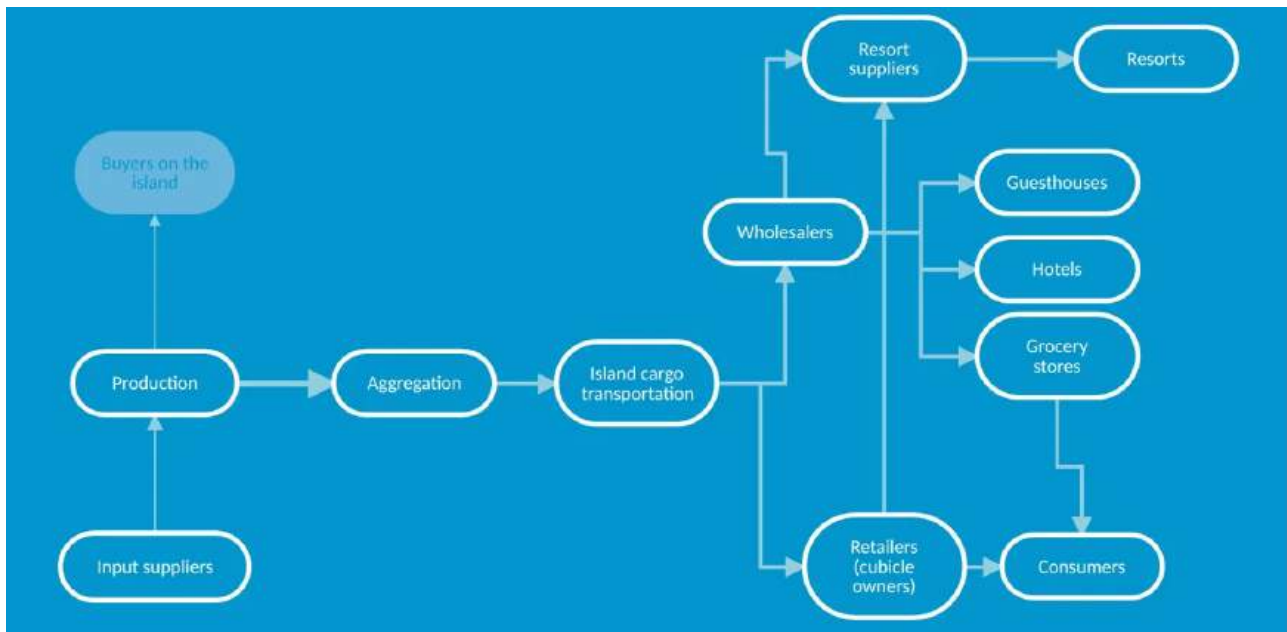 Resort
suppliers
Resorts
Buyers on the
island
Guesthouses
Wholesalers
Hotels
Grocery
stores
Production
Aggregation
Island cargo
transportation
Input suppliers
Retailers
(cubicle
owners)
Consumers